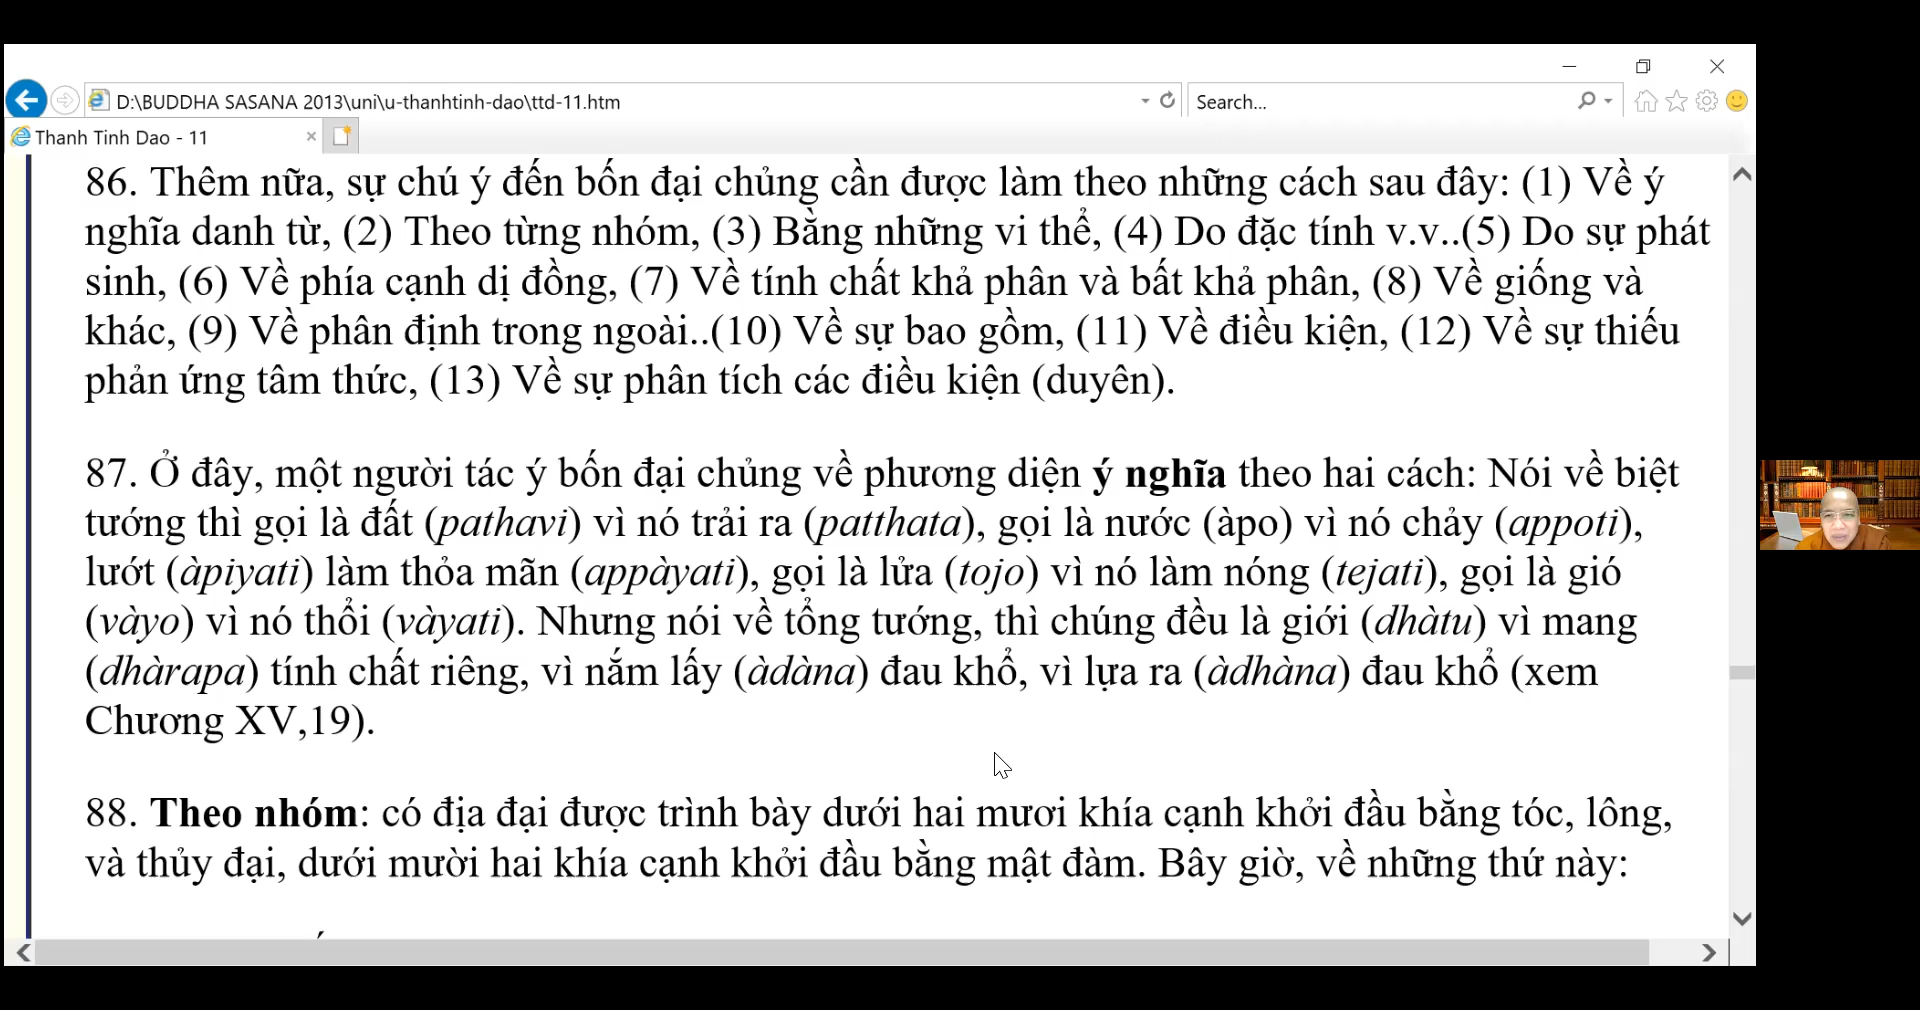 D:\BUDDHA SASANA 2013\uni\u-thanhtinh-dao\ttd-11.htm
Search...
Thanh Tinh Dao - 11
86. Thêm nữa, sự chú ý đến bốn đại chủng cần được làm theo những cách sau đây: (1) Về ý
nghĩa danh từ, (2) Theo từng nhóm, (3) Bằng những vi thể, (4) Do đặc tính v.v..(5) Do sự phát
sinh, (6) Về phía cạnh dị đồng, (7) Về tính chất khả phân và bất khả phân, (8) Về giống và
khác, (9) Về phân định trong ngoài..(10) Về sự bao gồm, (11) Về điều kiện, (12) Về sự thiếu
phản ứng tâm thức, (13) Về sự phân tích các điều kiện (duyên).
87. Ở đây, một người tác ý bốn đại chủng về phương diện ý nghĩa theo hai cách: Nói về biệt
tướng thì gọi là đất (pathavi) vì nó trải ra (patthata), gọi là nước (àpo) vì nó chảy (appoti),
lướt (àpiyati) làm thỏa mãn (appàyati), gọi là lửa (tojo) vì nó làm nóng (tejati), gọi là gió
(vàyo) vì nó thổi (vàyati). Nhưng nói về tổng tướng, thì chúng đều là giới (dhàtu) vì mang
(dhàrapa) tính chất riêng, vì nắm lấy (àdàna) đau khổ, vì lựa ra (àdhàna) đau khổ (xem
Chương XV,19).
88. Theo nhóm: có địa đại được trình bày dưới hai mươi khía cạnh khởi đầu bằng tóc, lông,
và thủy đại, dưới mười hai khía cạnh khởi đầu bằng mật đàm. Bây giờ, về những thứ này: